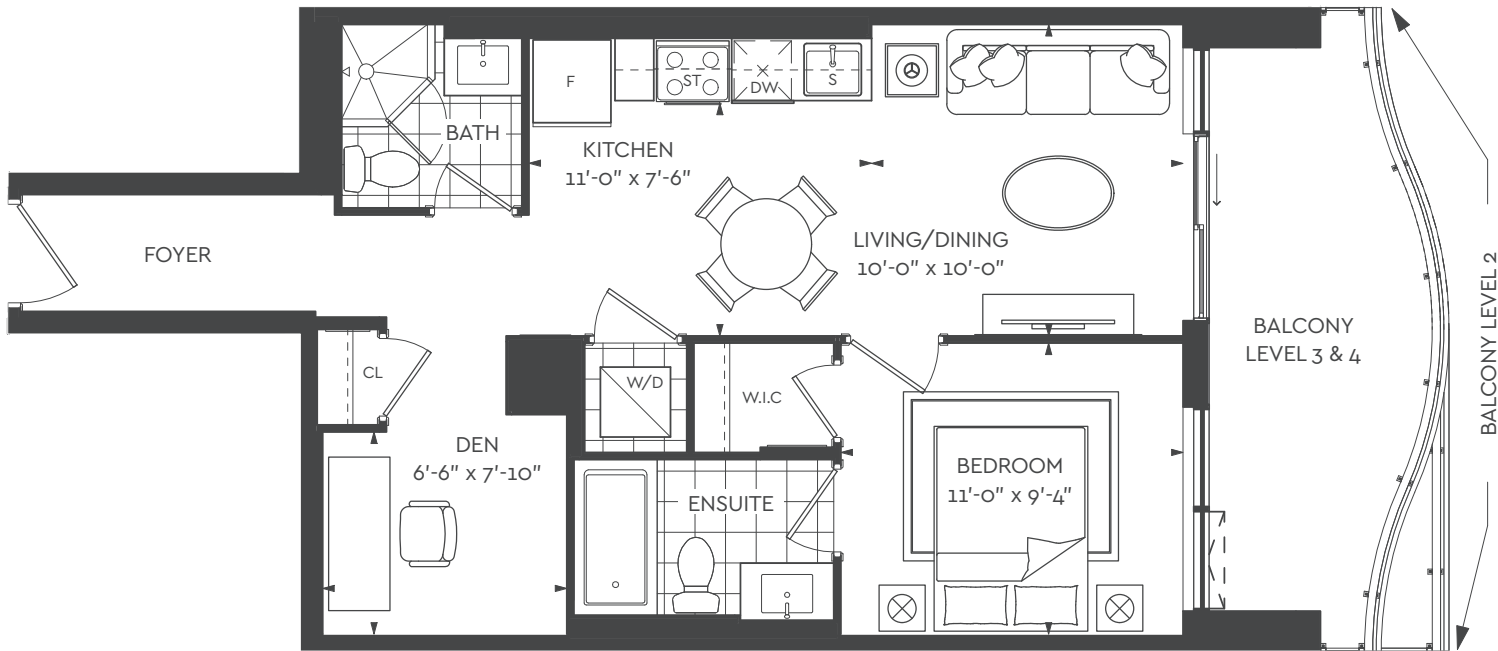 F
ST
DW
S
BATH
KITCHEN
11'-0" x 7'-6"
FOYER
LIVING/DINING
10'-0" x 10'-0"
BALCONY
LEVEL 3 & 4
BALCONY LEVEL 2
CL
W/D
W.I.C
DEN
6'-6" x 7'-10"
ENSUITE
BEDROOM
11'-0" x 9'-4"